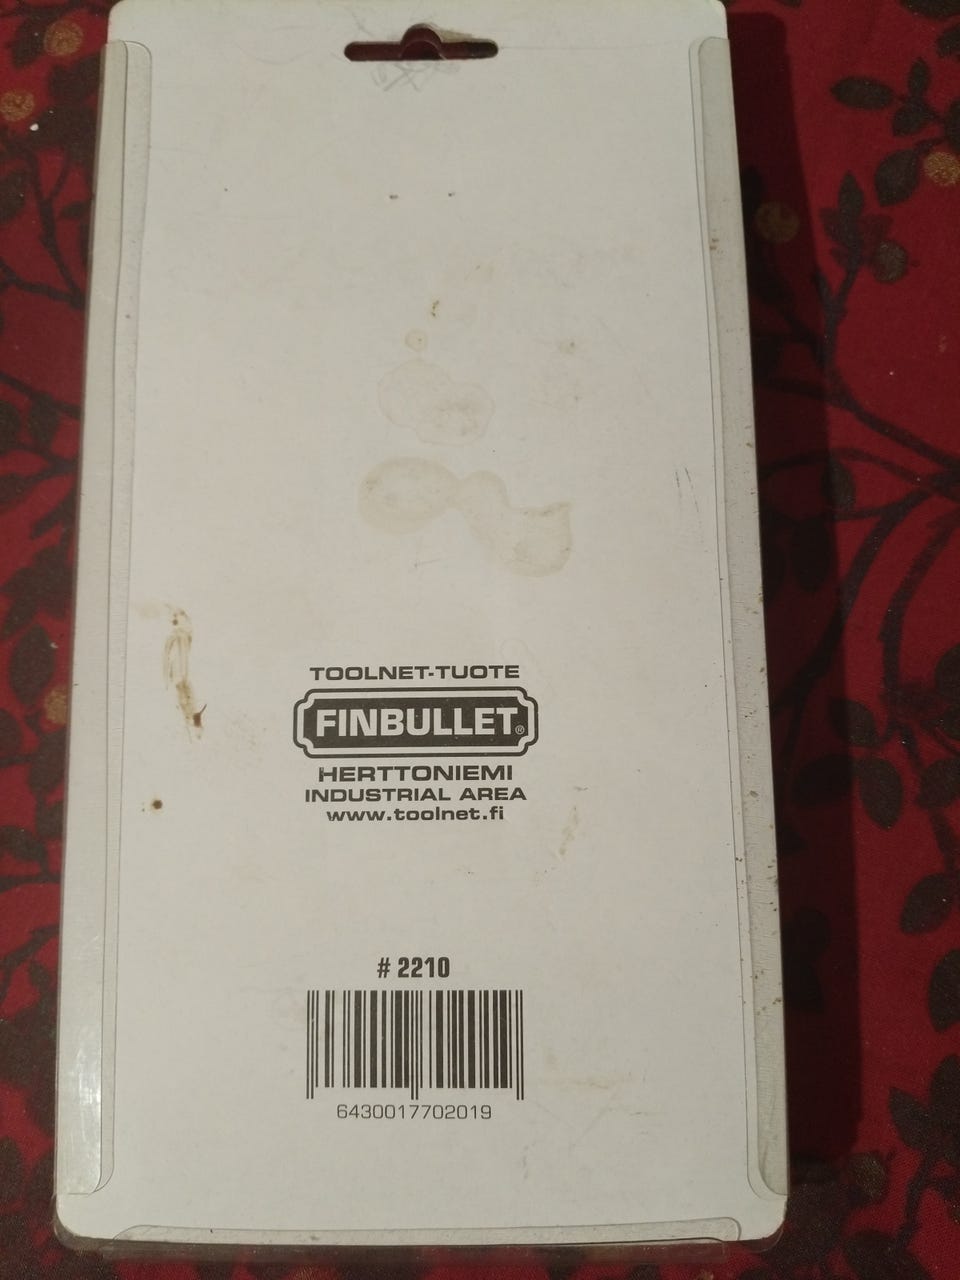 TOOLNET-TUOTE
FINBULLET®
HERTTONIEMI
INDUSTRIAL AREA
www.toolnet.fi
# 2210
6430017702019